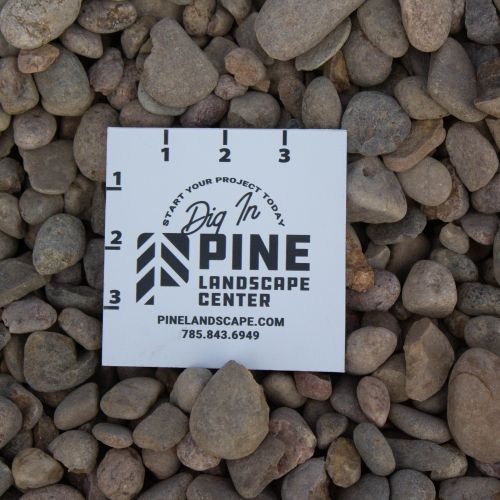 1 2 3
1
2
3
START YOUR PROJECT TODAY
Dig In
PINE
LANDSCAPE
CENTER
PINELANDSCAPE.COM
785.843.6949